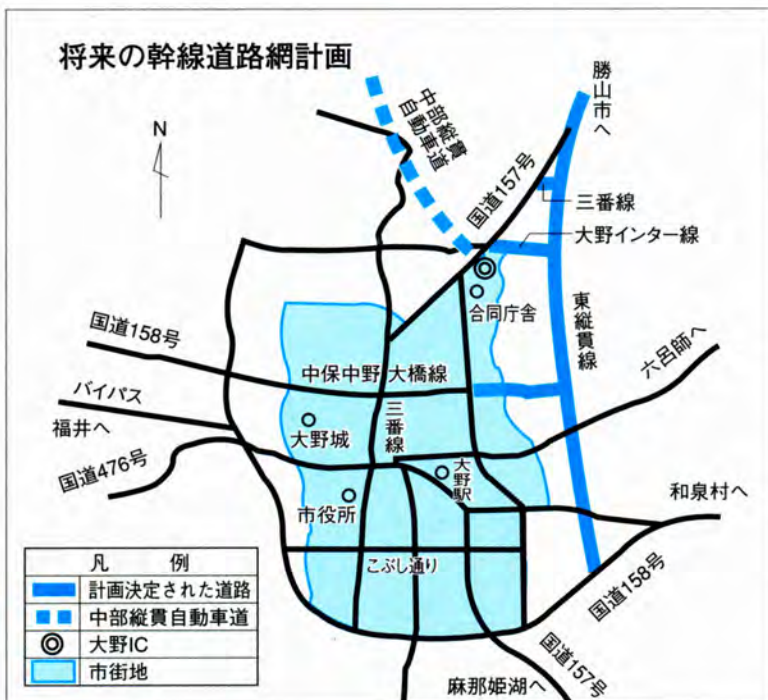 将来の幹線道路網計画
N
中部縦貫
自動車道
勝山市へ
国道157号
三番線
大野インター線
合同庁舎
東縦貫線
国道158号
中保中野 大橋線
六呂師へ
バイパス
福井へ
三番線
大野城
大野駅
国道476号
市役所
和泉村へ
こぶし通り
国道158号
国道157号
麻那姫湖へ
凡 例
計画決定された道路
中部縦貫自動車道
大野IC
市街地